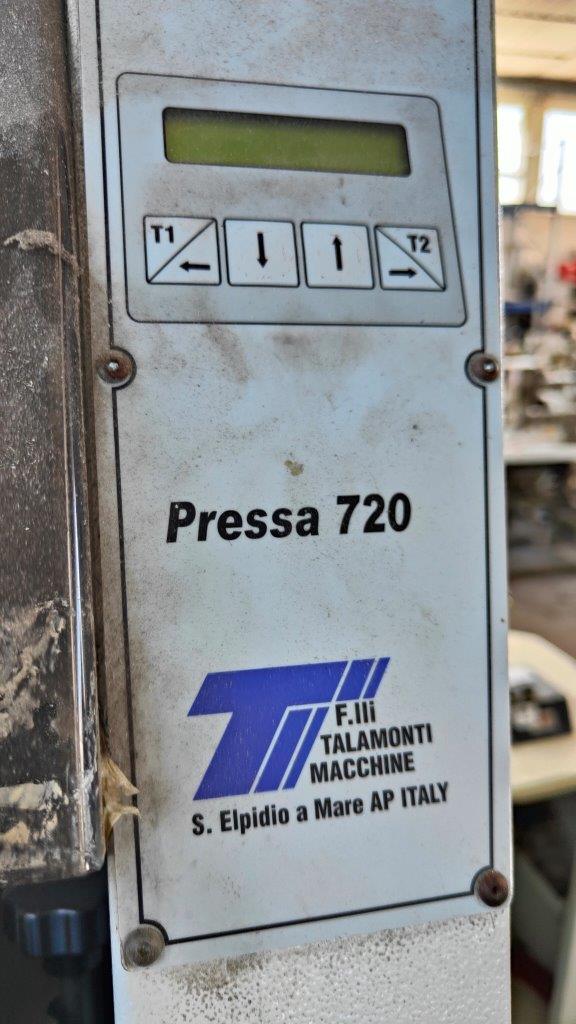 T1
T2
Pressa 720
F.lli
TALAMONTI
MACCHINE
S. Elpidio a Mare AP ITALY